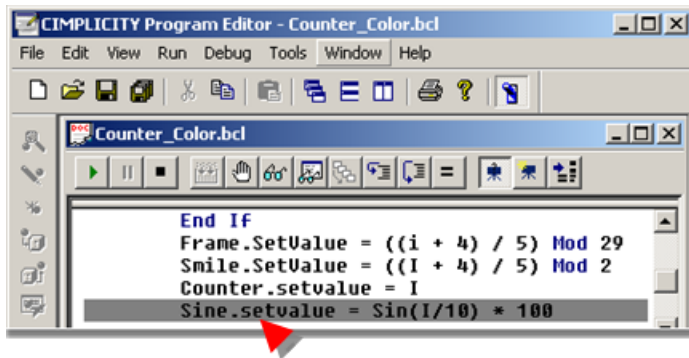 CIMPLICITY Program Editor - Counter_Color.bcl
File Edit View Run Debug Tools Window Help
Counter_Color.bcl
End If
Frame.SetValue = ((i + 4) / 5) Mod 29
Smile.SetValue = ((I + 4) / 5) Mod 2
Counter.setvalue = I
Sine.setvalue = Sin(I/10) * 100